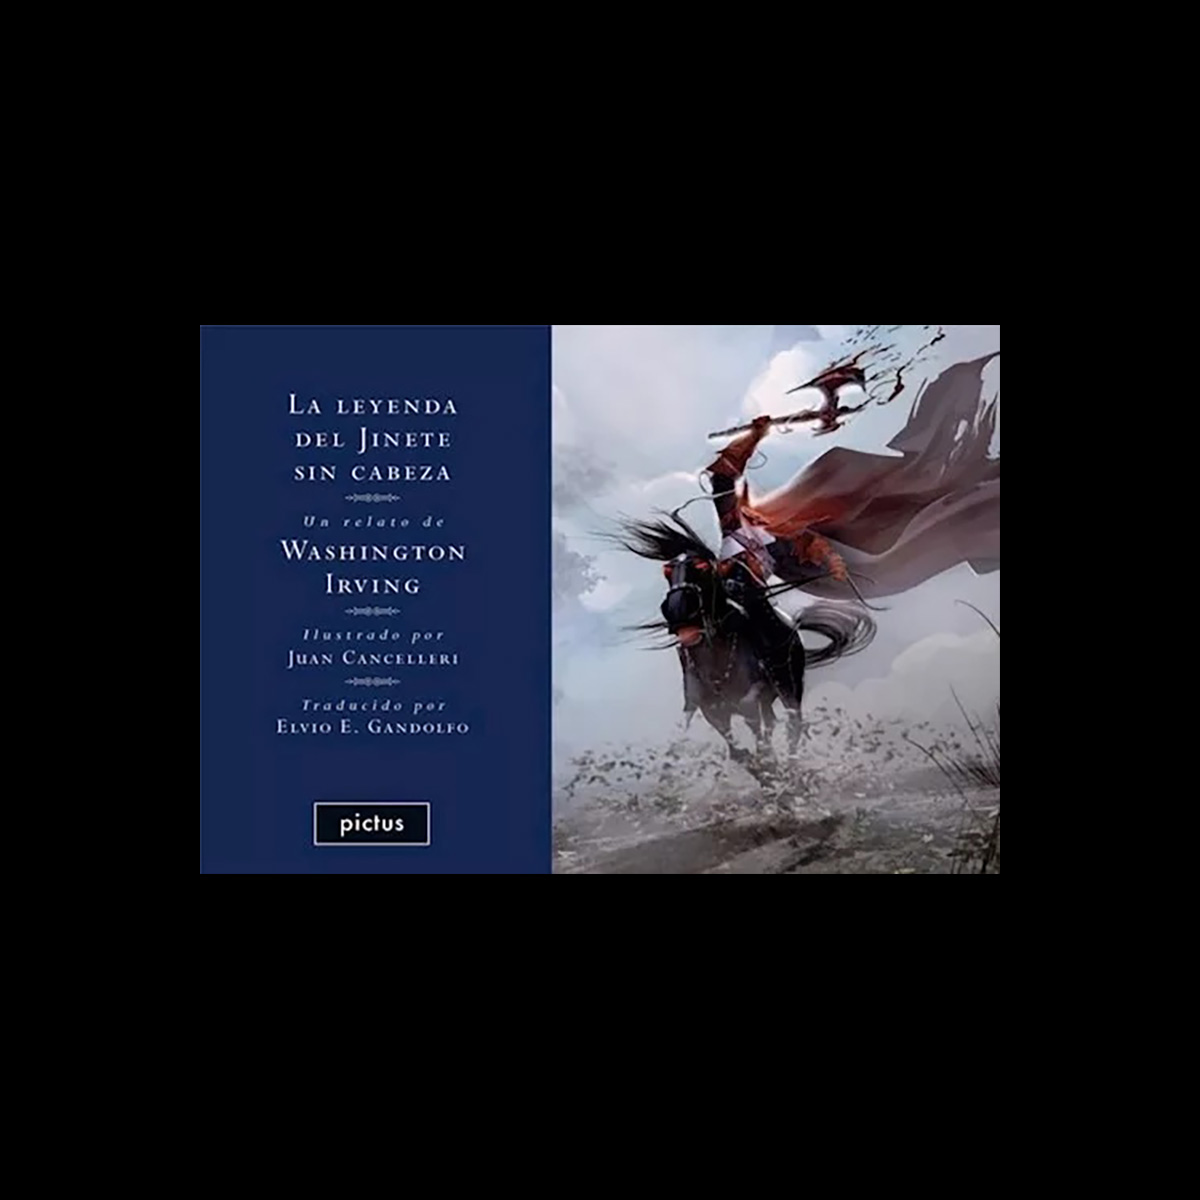 La leyenda
del Jinete
sin cabeza
Un relato de
Washington
Irving
Ilustrado por
Juan Cancelleri
Traducido por
Elvio E. Gandolfo
pictus